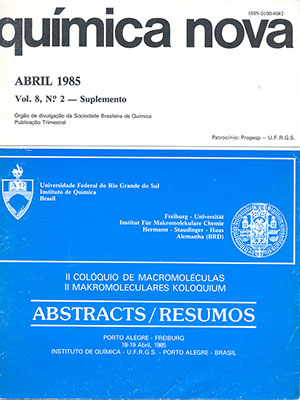 ISSN-0100-4042
química nova
ABRIL 1985
Vol. 8, N.º 2 — Suplemento
Órgão de divulgação da Sociedade Brasileira de Química
Publicação Trimestral
Patrocínio: Propesp – U.F.R.G.S.
Universidade Federal do Rio Grande do Sul
Instituto de Química
Brasil
Freiburg - Universität
Institut Für Makromolekulare Chemie
Hermann - Staudinger - Haus
Alemanha (BRD)
II COLÓQUIO DE MACROMOLÉCULAS
II MAKROMOLECULARES KOLOQUIUM
ABSTRACTS/RESUMOS
PORTO ALEGRE - FREIBURG
18-19 Abril, 1985
INSTITUTO DE QUÍMICA - U.F.R.G.S. - PORTO ALEGRE - BRASIL